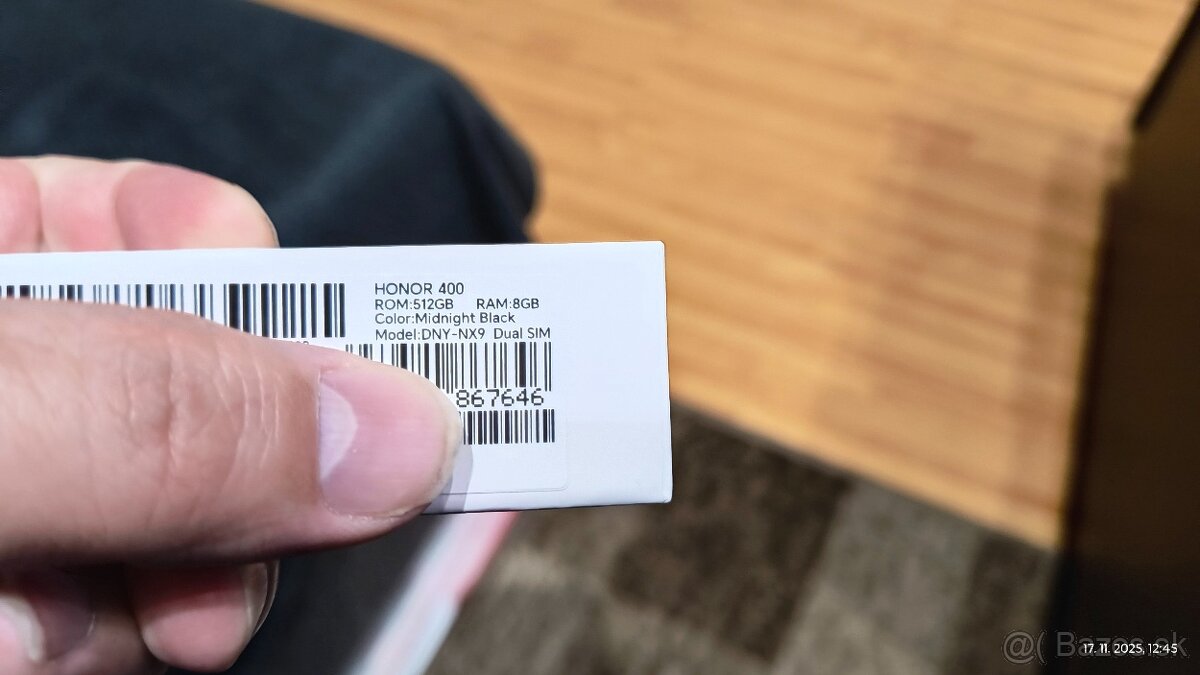 HONOR 400
ROM:512GB RAM:8GB
Color:Midnight Black
Model:DNY-NX9 Dual SIM
867646
@( Bazos.sk
17. 11. 2025, 12:45